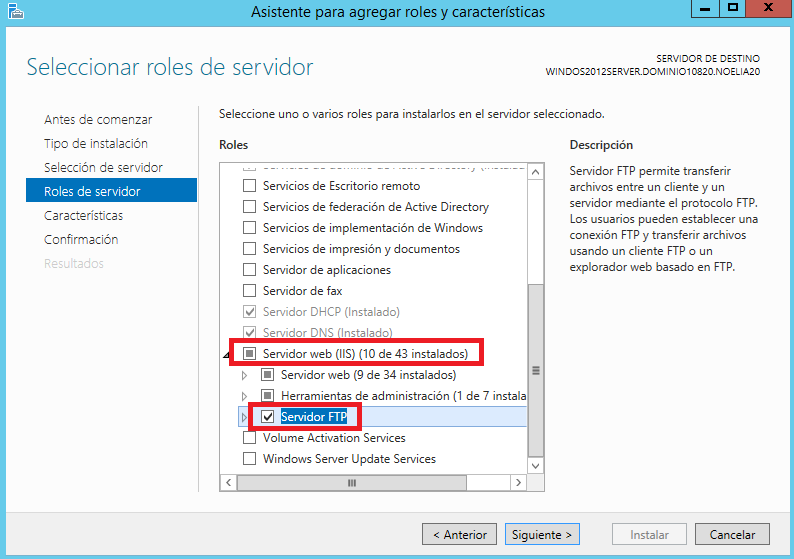 Asistente para agregar roles y características
Seleccionar roles de servidor
SERVIDOR DE DESTINO
WINDOS2012SERVER.DOMINIO10820.NOELIA20
Antes de comenzar
Tipo de instalación
Selección de servidor
Roles de servidor
Características
Confirmación
Resultados
Seleccione uno o varios roles para instalarlos en el servidor seleccionado.
Roles
Servicios de dominio de Active Directory (Instalado
Servicios de Escritorio remoto
Servicios de federación de Active Directory
Servicios de implementación de Windows
Servicios de impresión y documentos
Servidor de aplicaciones
Servidor de fax
Servidor DHCP (Instalado)
Servidor DNS (Instalado)
Servidor web (IIS) (10 de 43 instalados)
Servidor web (9 de 34 instalados)
Herramientas de administración (1 de 7 instala
Servidor FTP
Volume Activation Services
Windows Server Update Services
Descripción
Servidor FTP permite transferir
archivos entre un cliente y un
servidor mediante el protocolo FTP.
Los usuarios pueden establecer una
conexión FTP y transferir archivos
usando un cliente FTP o un
explorador web basado en FTP.
< Anterior
Siguiente >
Instalar
Cancelar